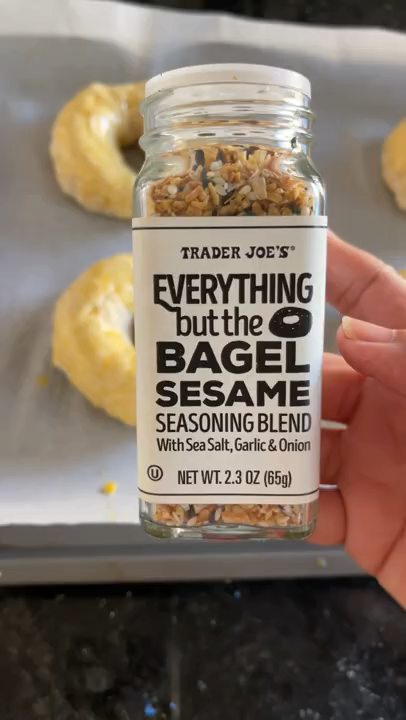 TRADER JOE'S®
EVERYTHING
but the
BAGEL
SESAME
SEASONING BLEND
With Sea Salt, Garlic & Onion
U NET WT. 2.3 OZ (65g)